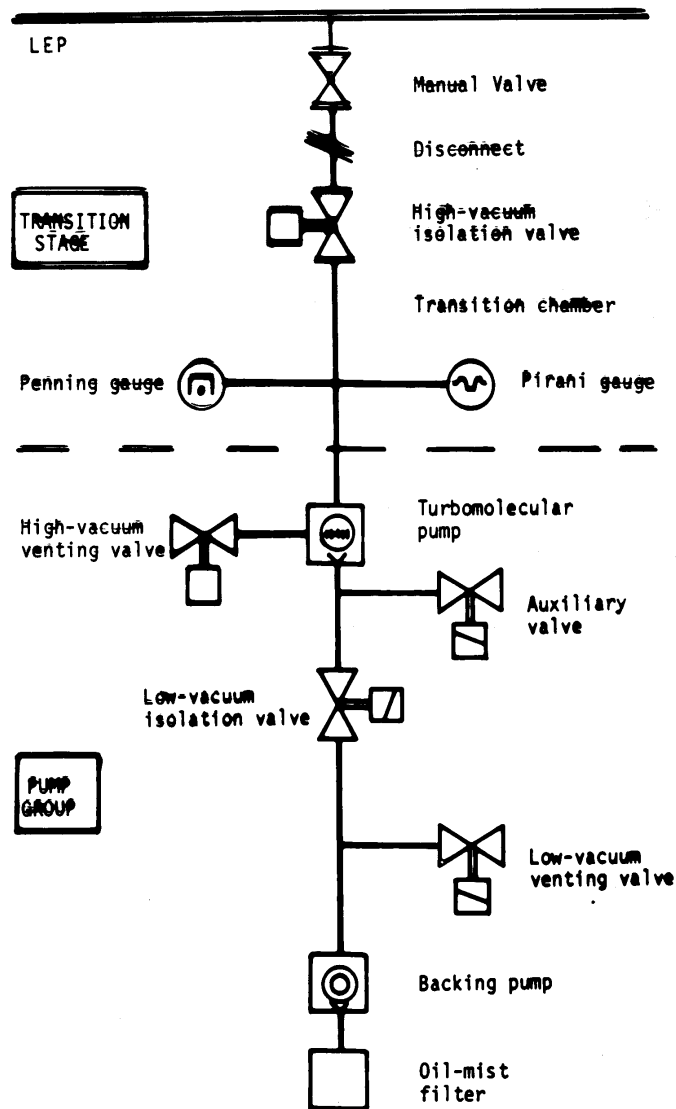 LEP
Manual Valve
Disconnect
TRANSITION
STAGE
High-vacuum
isolation valve
Transition chamber
Penning gauge
Pirani gauge
High-vacuum
venting valve
Turbomolecular
pump
Auxiliary
valve
Low-vacuum
isolation valve
PUMP
GROUP
Low-vacuum
venting valve
Backing pump
Oil-mist
filter